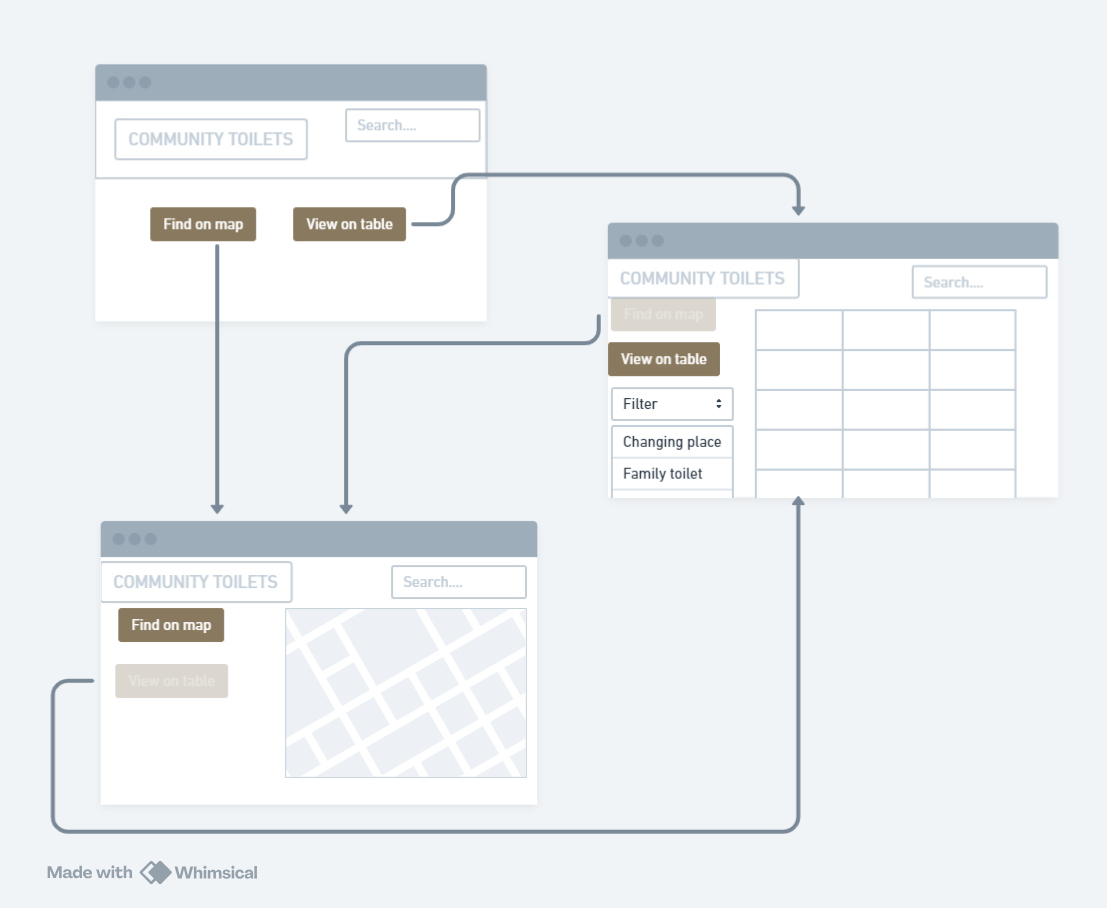 COMMUNITY TOILETS
Search....
Find on map
View on table
COMMUNITY TOILETS
Search....
Find on map
View on table
Filter
Changing place
Family toilet
COMMUNITY TOILETS
Search....
Find on map
View on table
Made with Whimsical